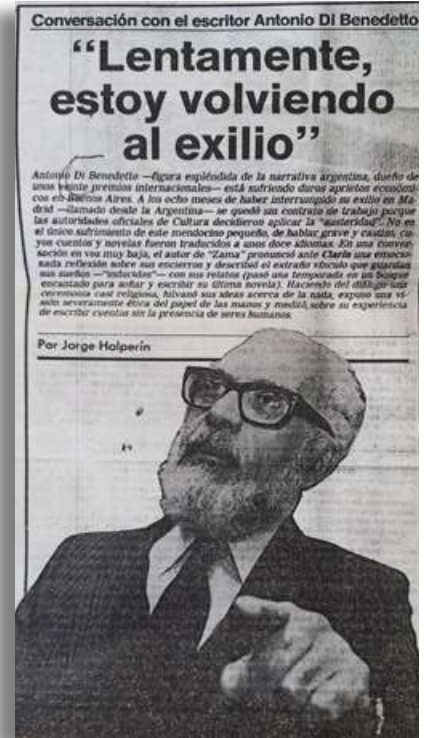 Conversación con el escritor Antonio DI Benedetto
“Lentamente,
estoy volviendo
al exilio”
Antonio Di Benedetto —figura espléndida de la narrativa argentina, dueño de
unos veinte premios internacionales— está sufriendo duros aprietos económi-
cos en Buenos Aires. A los ocho meses de haber interrumpido su exilio en Ma-
drid —llamado desde la Argentina— se quedó sin contrato de trabajo porque
las autoridades oficiales de Cultura decidieron aplicar la “austeridad”. No es
el único sufrimiento de este mendocino pequeño, de hablar grave y cansino, cu-
yos cuentos y novelas fueron traducidos a unos doce idiomas. En una conver-
sación en voz muy baja, el autor de “Zama” pronunció ante Clarín una emocio-
nada reflexión sobre sus encierros y describió el extraño vínculo que guardan
sus sueños —“inducidos”— con sus relatos (pasó una temporada en un bosque
encantado para soñar y escribir su última novela). Haciendo del diálogo una
ceremonia casi religiosa, hilvanó sus ideas acerca de la nada, expuso una vi-
sión severamente ética del papel de las manos y meditó sobre su experiencia
de escribir cuentos sin la presencia de seres humanos.
Por Jorge Halperín